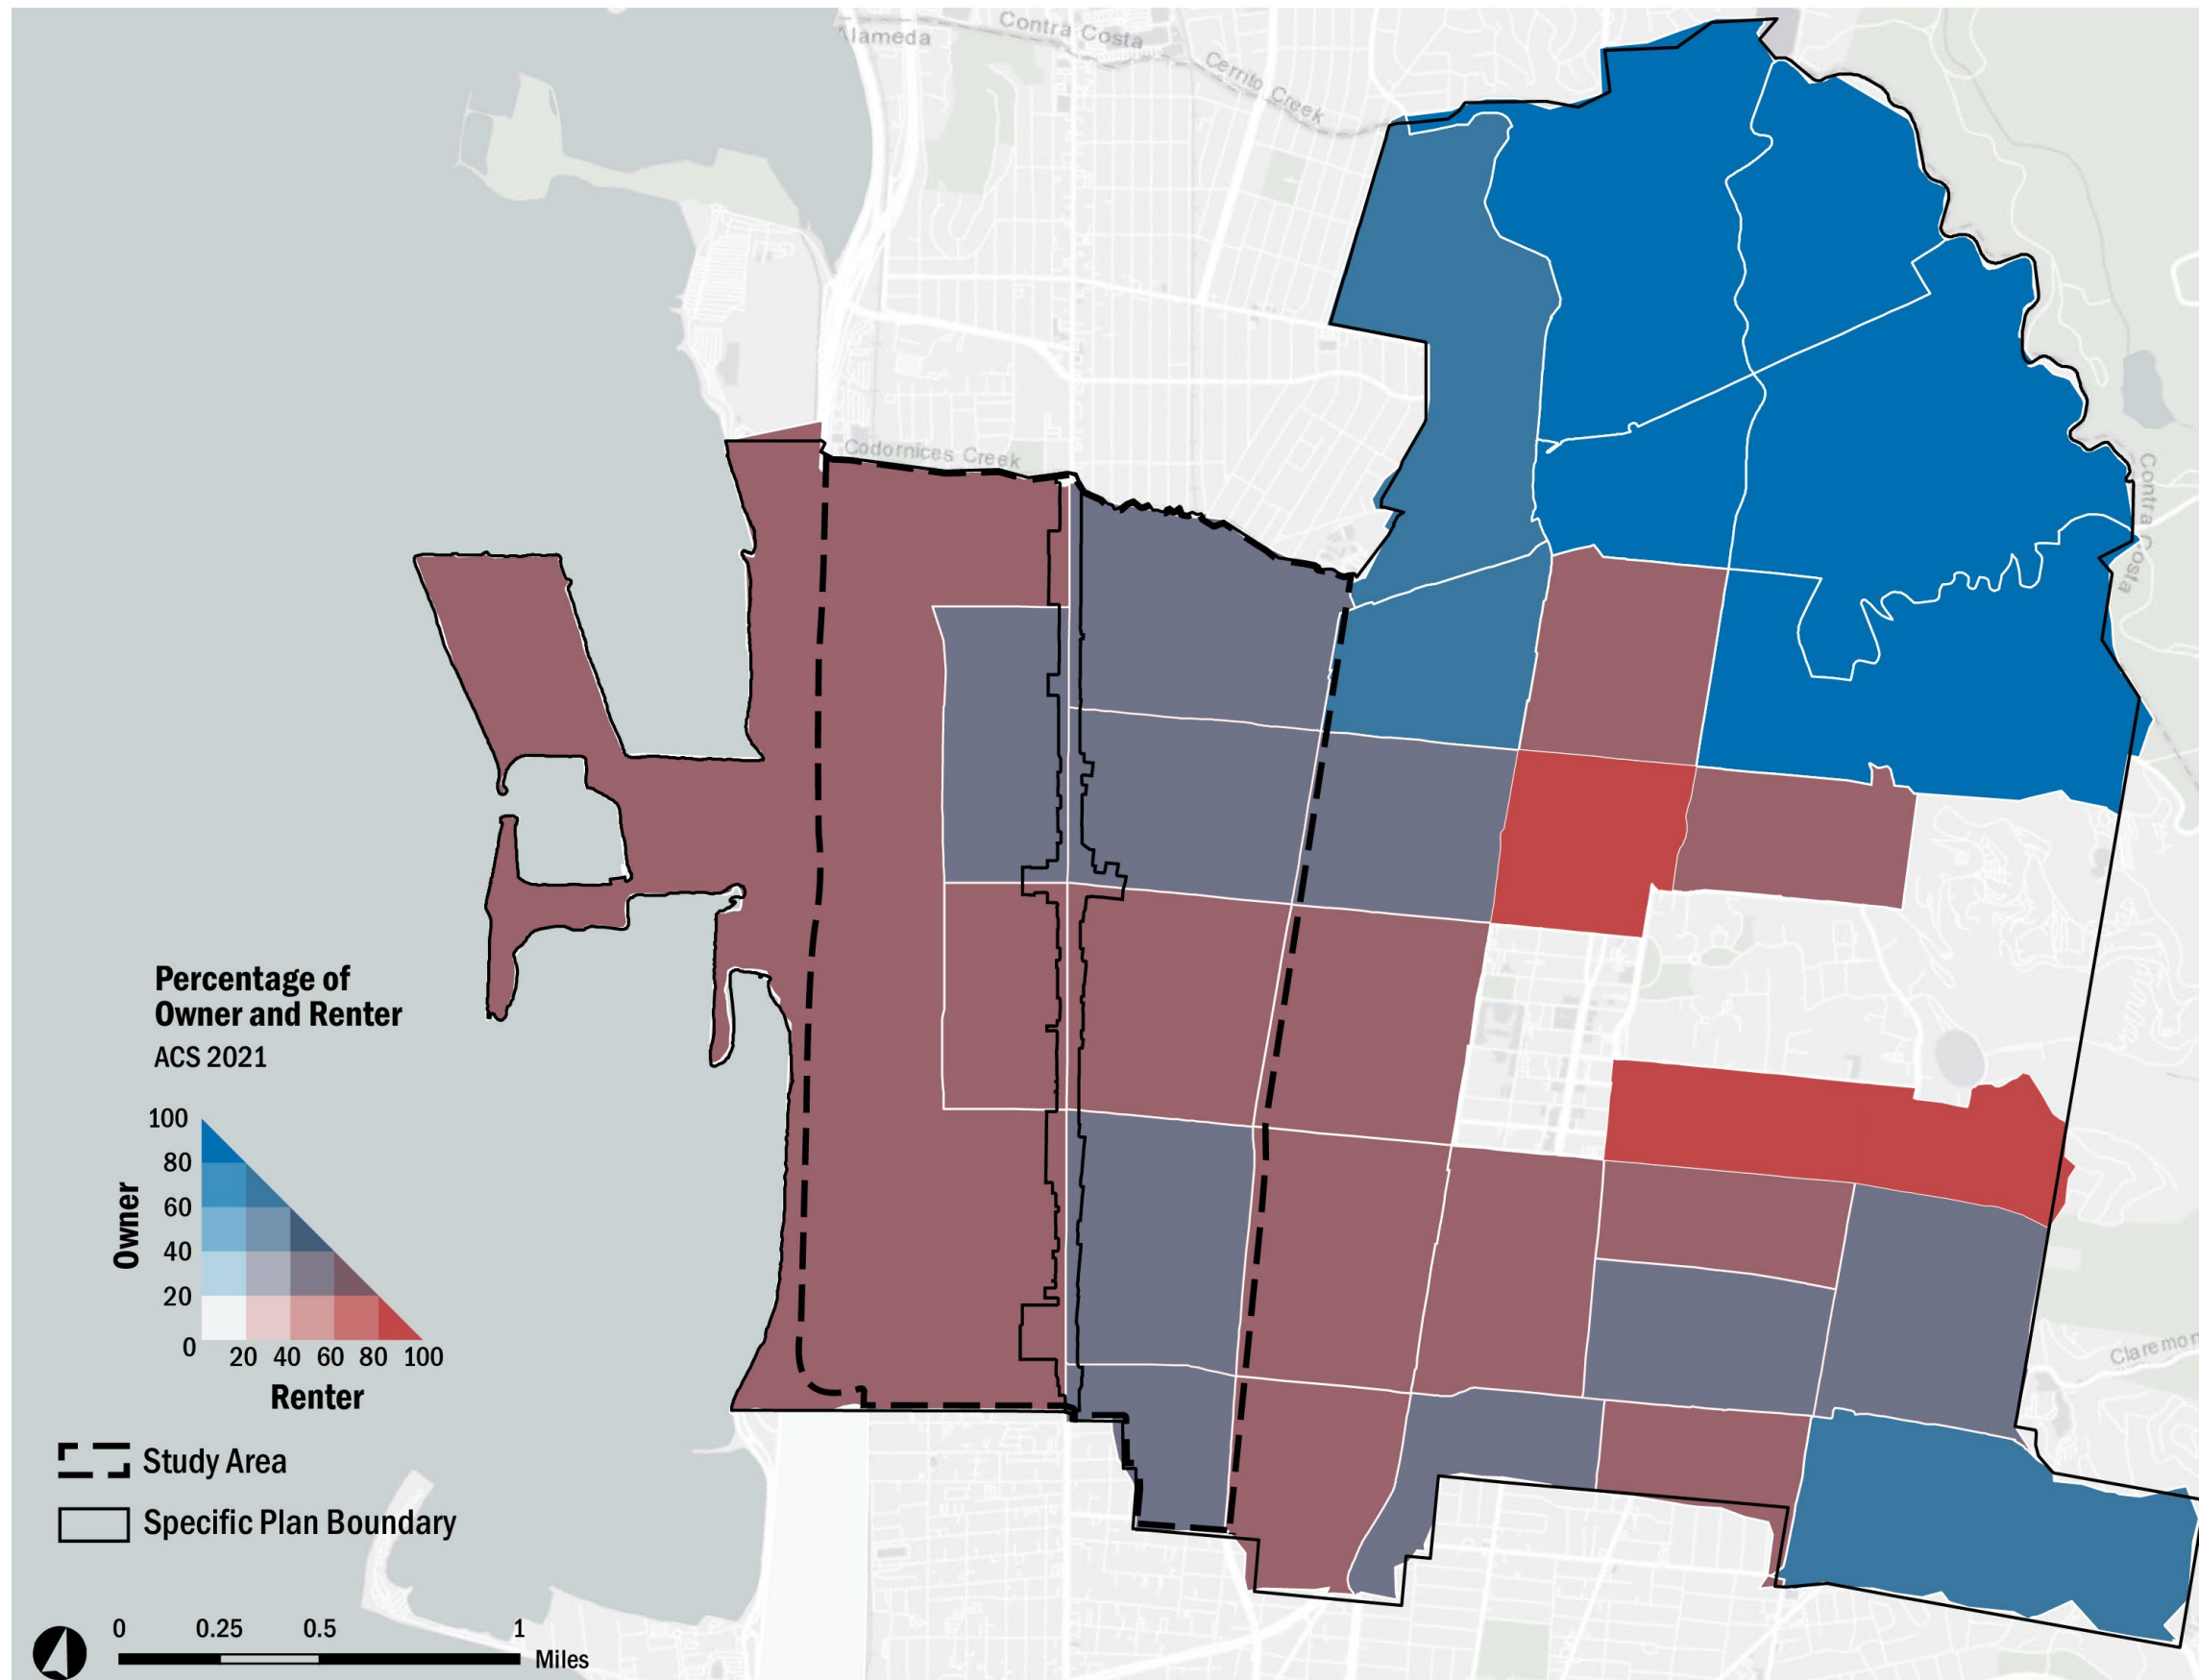 Contra Costa
Alameda
Cerrito Creek
Codornices Creek
Contra Costa
Percentage of
Owner and Renter
ACS 2021
100
80
60
40
20
0
Owner
20 40 60 80 100
Renter
Study Area
Specific Plan Boundary
0 0.25 0.5 1
Miles